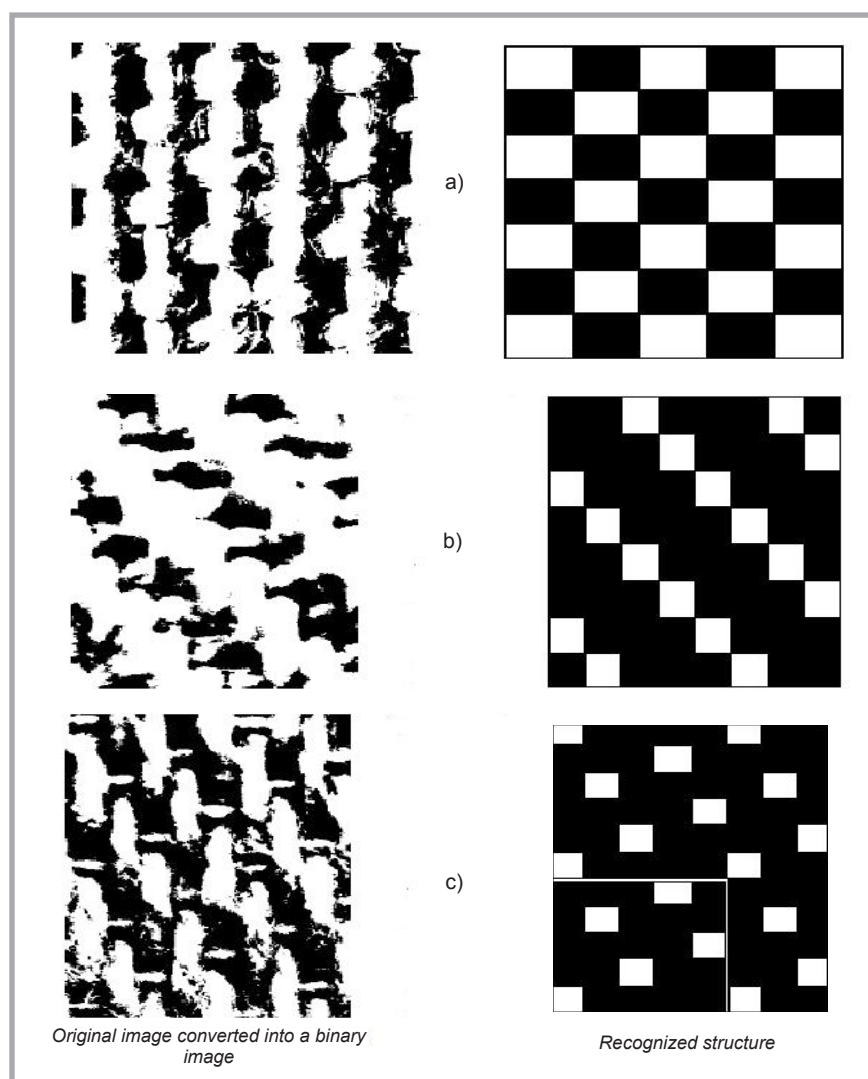 a)
b)
c)
Original image converted into a binary
image
Recognized structure